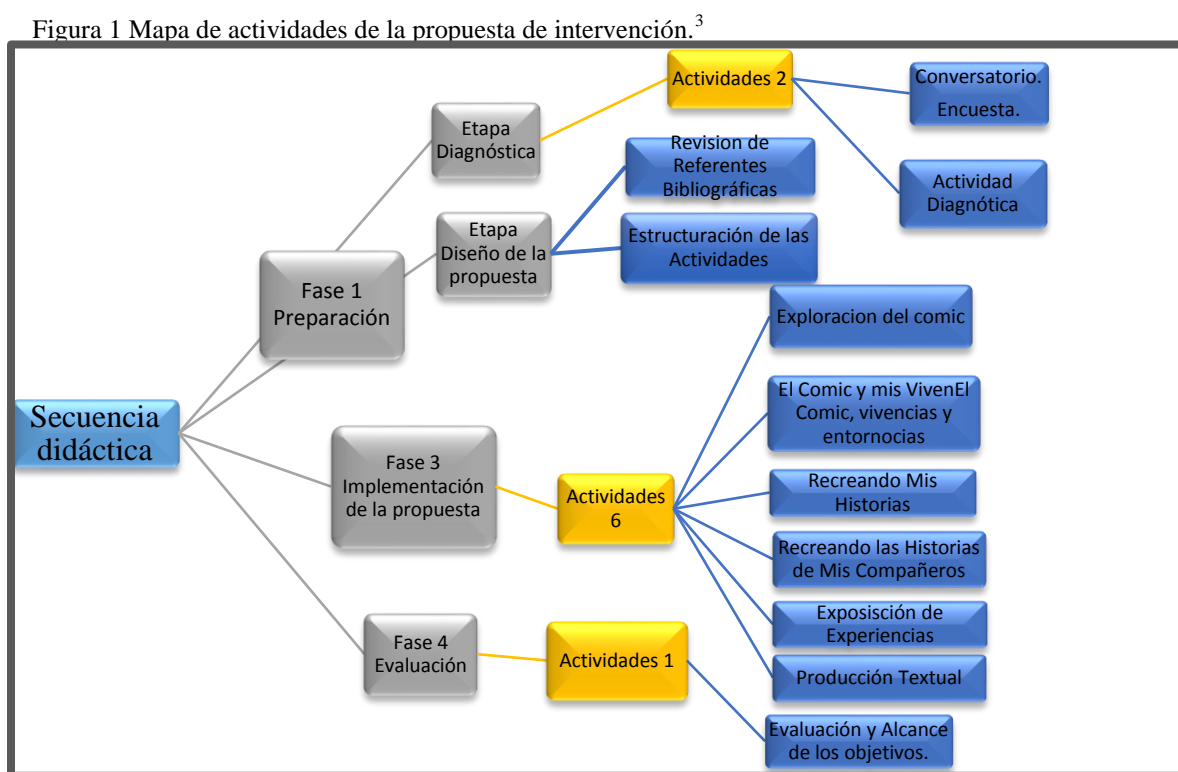 Figura 1 Mapa de actividades de la propuesta de intervención.3
Secuencia
didáctica
Fase 1
Preparación
Etapa
Diagnóstica
Actividades 2
Conversatorio.
Encuesta.
Actividad
Diagnótica
Etapa
Diseño de la
propuesta
Revision de
Referentes
Bibliográficas
Estructuración de las
Actividades
Fase 3
Implementación
de la propuesta
Actividades
6
Exploracion del comic
El Comic y mis VivenEl
Comic, vivencias y
entornocias
Recreando Mis
Historias
Recreando las Historias
de Mis Compañeros
Exposisción de
Experiencias
Producción Textual
Fase 4
Evaluación
Actividades 1
Evaluación y Alcance
de los objetivos.